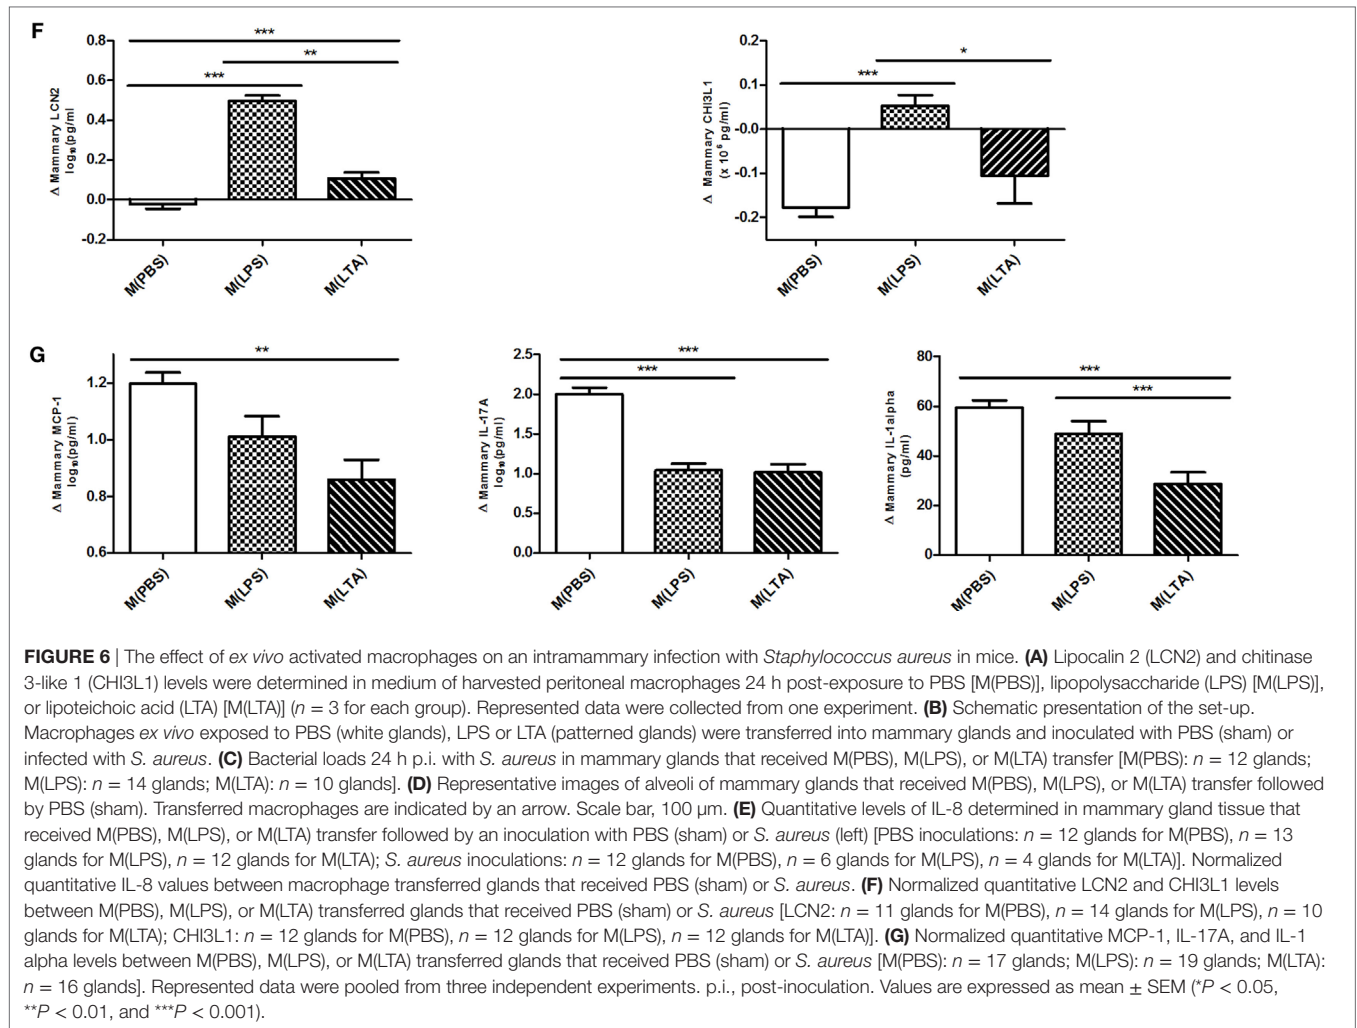 F
0.8
0.6
0.4
0.2
0.0
-0.2
Δ Mammary LCN2
log₁₀(pg/ml)
***
**
***
M(PBS)
M(LPS)
M(LTA)
0.2
0.1
-0.0
-0.1
-0.2
Δ Mammary CHI3L1
(x 10⁶ pg/ml)
*
***
M(PBS)
M(LPS)
M(LTA)
G
1.2
1.0
0.8
0.6
Δ Mammary MCP-1
log₁₀(pg/ml)
**
M(PBS)
M(LPS)
M(LTA)
2.5
2.0
1.5
1.0
0.5
0.0
Δ Mammary IL-17A
log₁₀(pg/ml)
***
***
M(PBS)
M(LPS)
M(LTA)
80
60
40
20
0
Δ Mammary IL-1alpha
(pg/ml)
***
***
M(PBS)
M(LPS)
M(LTA)
FIGURE 6 | The effect of ex vivo activated macrophages on an intramammary infection with Staphylococcus aureus in mice. (A) Lipocalin 2 (LCN2) and chitinase
3-like 1 (CHI3L1) levels were determined in medium of harvested peritoneal macrophages 24 h post-exposure to PBS [M(PBS)], lipopolysaccharide (LPS) [M(LPS)],
or lipoteichoic acid (LTA) [M(LTA)] (n = 3 for each group). Represented data were collected from one experiment. (B) Schematic presentation of the set-up.
Macrophages ex vivo exposed to PBS (white glands), LPS or LTA (patterned glands) were transferred into mammary glands and inoculated with PBS (sham) or
infected with S. aureus. (C) Bacterial loads 24 h p.i. with S. aureus in mammary glands that received M(PBS), M(LPS), or M(LTA) transfer [M(PBS): n = 12 glands;
M(LPS): n = 14 glands; M(LTA): n = 10 glands]. (D) Representative images of alveoli of mammary glands that received M(PBS), M(LPS), or M(LTA) transfer followed
by PBS (sham). Transferred macrophages are indicated by an arrow. Scale bar, 100 μm. (E) Quantitative levels of IL-8 determined in mammary gland tissue that
received M(PBS), M(LPS), or M(LTA) transfer followed by an inoculation with PBS (sham) or S. aureus (left) [PBS inoculations: n = 12 glands for M(PBS), n = 13
glands for M(LPS), n = 12 glands for M(LTA); S. aureus inoculations: n = 12 glands for M(PBS), n = 6 glands for M(LPS), n = 4 glands for M(LTA)]. Normalized
quantitative IL-8 values between macrophage transferred glands that received PBS (sham) or S. aureus. (F) Normalized quantitative LCN2 and CHI3L1 levels
between M(PBS), M(LPS), or M(LTA) transferred glands that received PBS (sham) or S. aureus [LCN2: n = 11 glands for M(PBS), n = 14 glands for M(LPS), n = 10
glands for M(LTA); CHI3L1: n = 12 glands for M(PBS), n = 12 glands for M(LPS), n = 12 glands for M(LTA)]. (G) Normalized quantitative MCP-1, IL-17A, and IL-1
alpha levels between M(PBS), M(LPS), or M(LTA) transferred glands that received PBS (sham) or S. aureus [M(PBS): n = 17 glands; M(LPS): n = 19 glands; M(LTA):
n = 16 glands]. Represented data were pooled from three independent experiments. p.i., post-inoculation. Values are expressed as mean ± SEM (*P < 0.05,
**P < 0.01, and ***P < 0.001).